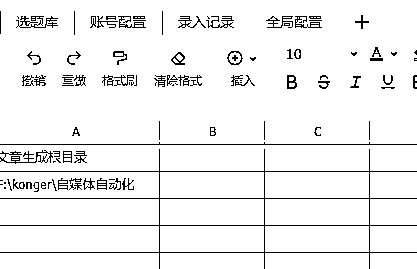 选题库 账号配置 录入记录 全局配置 +
10 A
撤销 重做 格式刷 清除格式 插入 B S I U
A B C
文章生成根目录
F:\konger\自媒体自动化